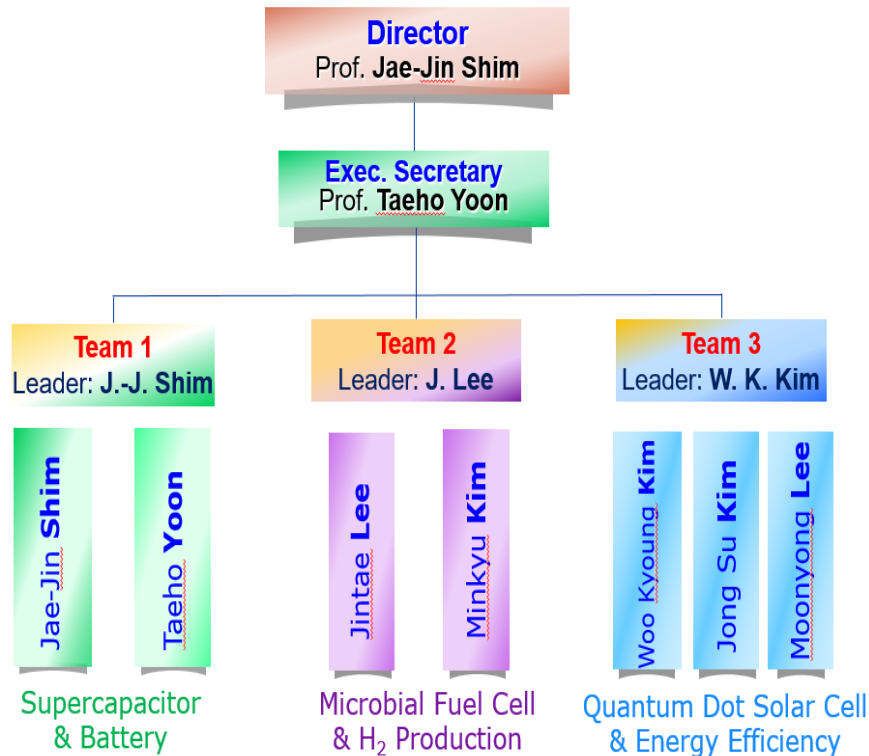 Director
Prof. Jae-Jin Shim
Exec. Secretary
Prof. Taeho Yoon
Team 1
Leader: J.-J. Shim
Team 2
Leader: J. Lee
Team 3
Leader: W. K. Kim
Jae-Jin Shim
Taeho Yoon
Jintae Lee
Minkyu Kim
Woo Kyoung Kim
Jong Su Kim
Moonyong Lee
Supercapacitor
& Battery
Microbial Fuel Cell
& H₂ Production
Quantum Dot Solar Cell
& Energy Efficiency